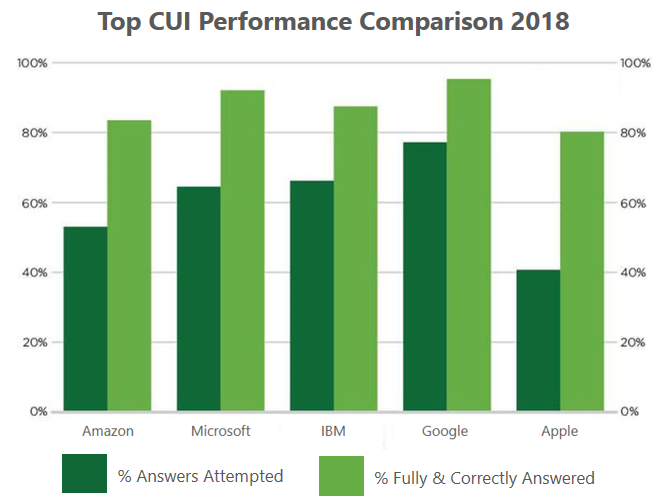 Top CUI Performance Comparison 2018
100% 100%
80% 80%
60% 60%
40% 40%
20% 20%
0% 0%
Amazon Microsoft IBM Google Apple
% Answers Attempted % Fully & Correctly Answered